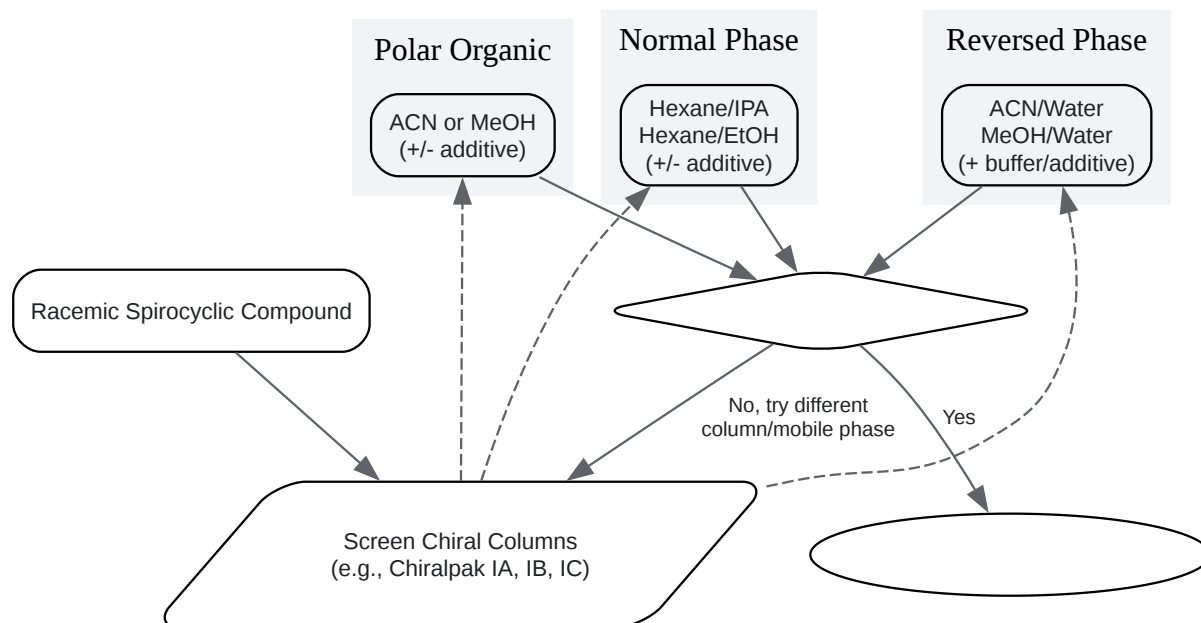 Polar Organic
ACN or MeOH
(+/- additive)
Normal Phase
Hexane/IPA
Hexane/EtOH
(+/- additive)
Reversed Phase
ACN/Water
MeOH/Water
(+ buffer/additive)
Racemic Spirocyclic Compound
No, try different
column/mobile phase
Yes
Screen Chiral Columns
(e.g., Chiralpak IA, IB, IC)